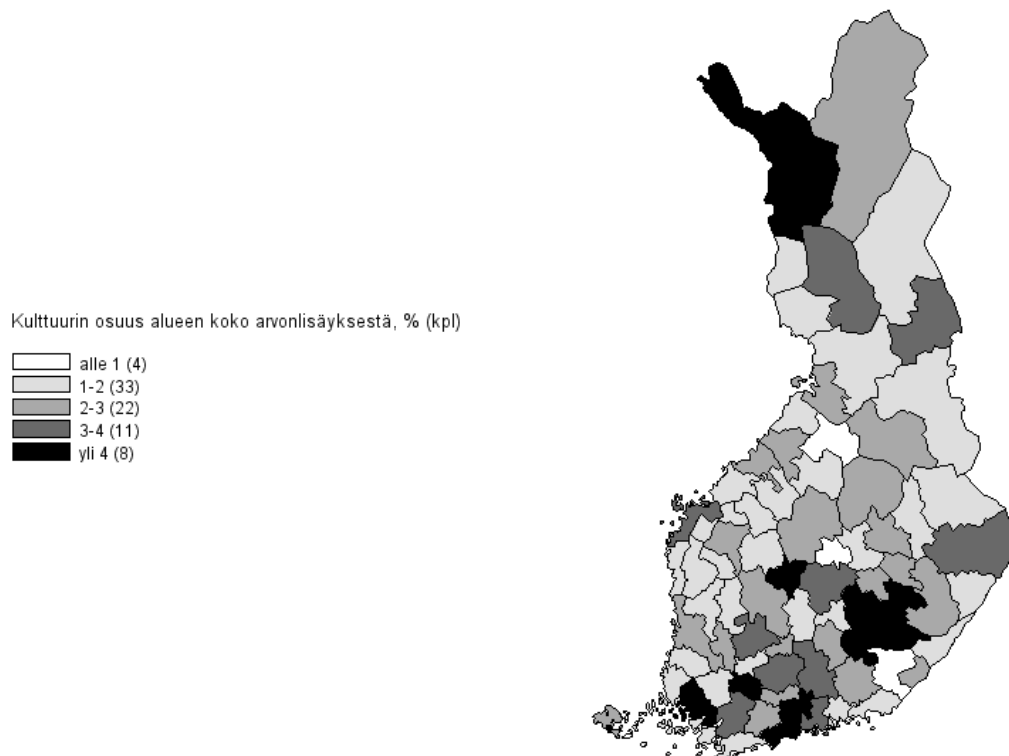 Kulttuurin osuus alueen koko arvonlisäyksestä, % (kpl)
alle 1 (4)
1-2 (33)
2-3 (22)
3-4 (11)
yli 4 (8)